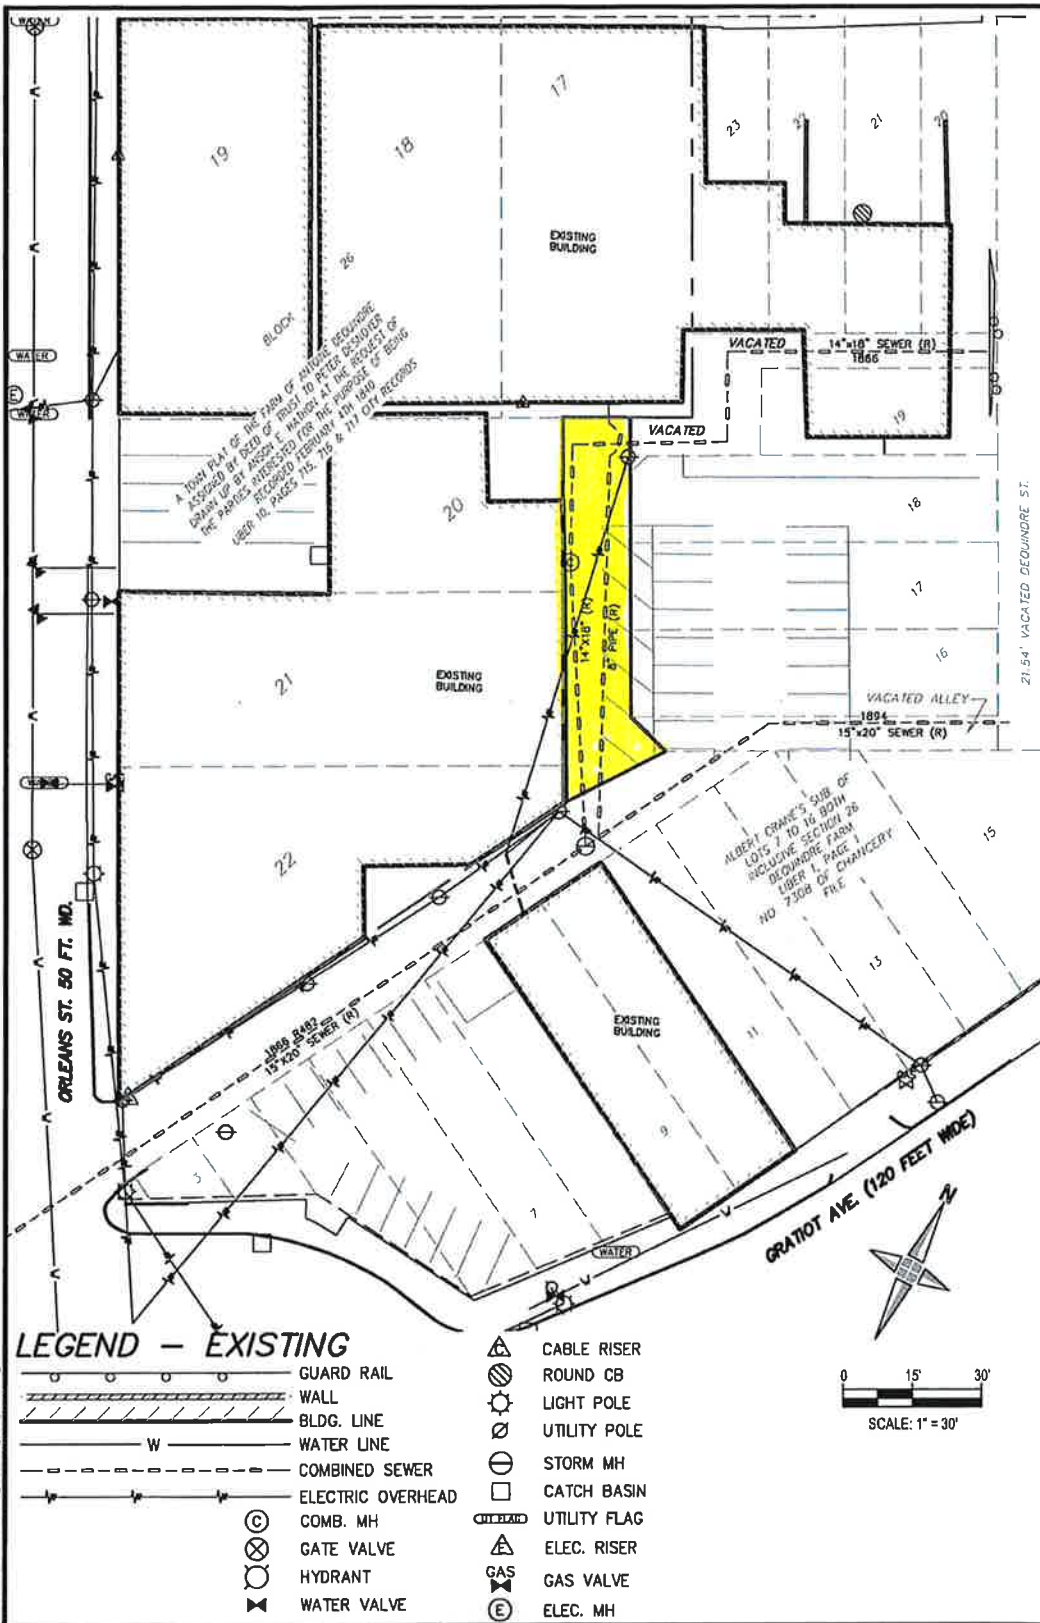 WATER
19
18
17
23
22
21
20
EXISTING
BUILDING
26
BLOCK
WATER
E
WATER
A TOWN PLAT OF THE FARM OF ANTOINE DEQUINDRE
ASSIGNED BY DEED OF TRUST TO PETER DESNOYER
DRAWN UP BY ANSON E. HATHON AT THE REQUEST OF
THE PARTIES INTERESTED FOR THE PURPOSE OF BEING
RECORDED FEBRUARY 4TH 1840
LIBER 10, PAGES 715, 716 & 717 CITY RECORDS
VACATED
14"x18" SEWER (R)
1866
19
VACATED
20
18
17
16
21.54' VACATED DEQUINDRE ST.
C
14"X18" (R)
8" PIPE (R)
21
EXISTING
BUILDING
VACATED ALLEY
1894
15"x20" SEWER (R)
22
ALBERT CRANE'S SUB. OF
LOTS 7 TO 16 BOTH
INCLUSIVE SECTION 26
DEQUINDRE FARM
LIBER 1, PAGE 1
NO 7308 OF CHANCERY
FILE
15
13
11
EXISTING
BUILDING
9
7
3
ORLEANS ST. 50 FT. WD.
1866 R482
15"X20" SEWER (R)
GRATIOT AVE. (120 FEET WIDE)
WATER
N
LEGEND - EXISTING
GUARD RAIL
WALL
BLDG. LINE
W WATER LINE
COMBINED SEWER
ELECTRIC OVERHEAD
C COMB. MH
GATE VALVE
HYDRANT
WATER VALVE
C CABLE RISER
ROUND CB
LIGHT POLE
UTILITY POLE
STORM MH
CATCH BASIN
UT FLAG UTILITY FLAG
E ELEC. RISER
GAS GAS VALVE
E ELEC. MH
0 15' 30'
SCALE: 1" = 30'